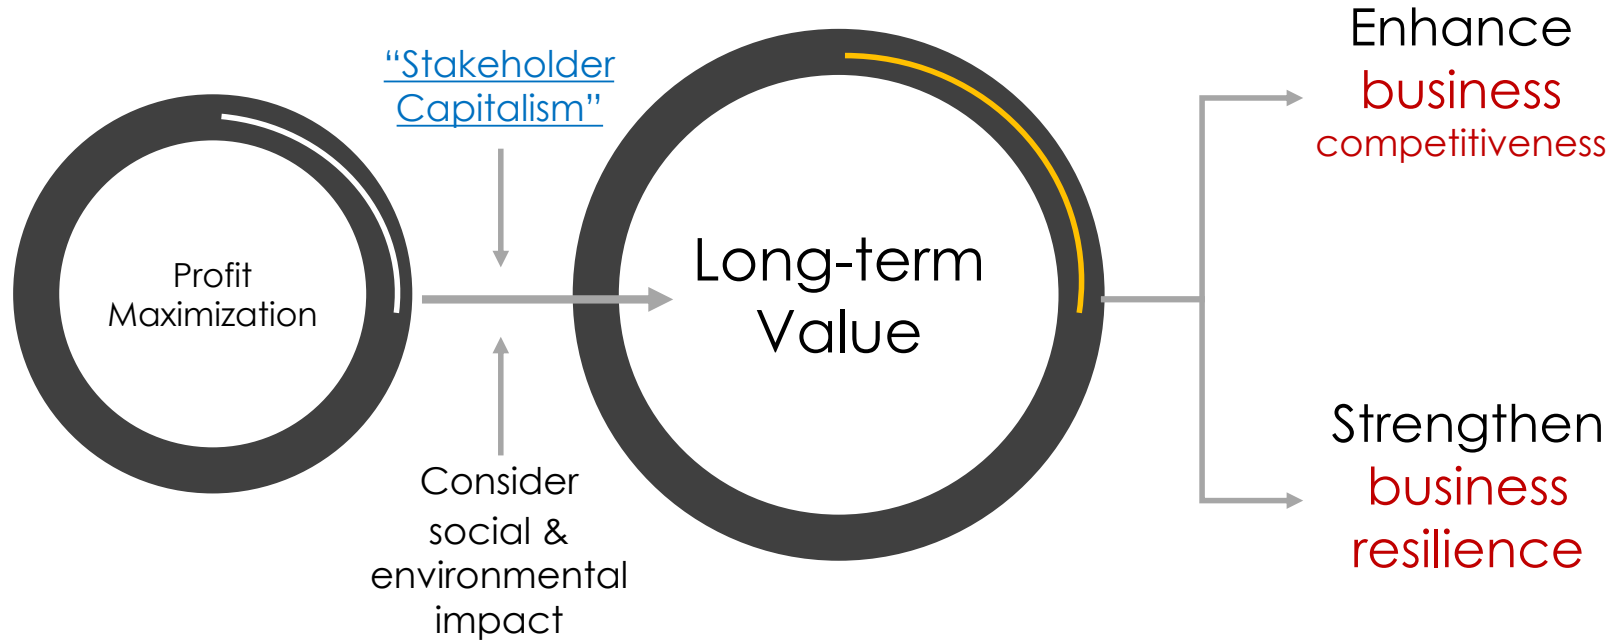 Profit
Maximization
“Stakeholder
Capitalism”
Consider
social &
environmental
impact
Long-term
Value
Enhance
business
competitiveness
Strengthen
business
resilience